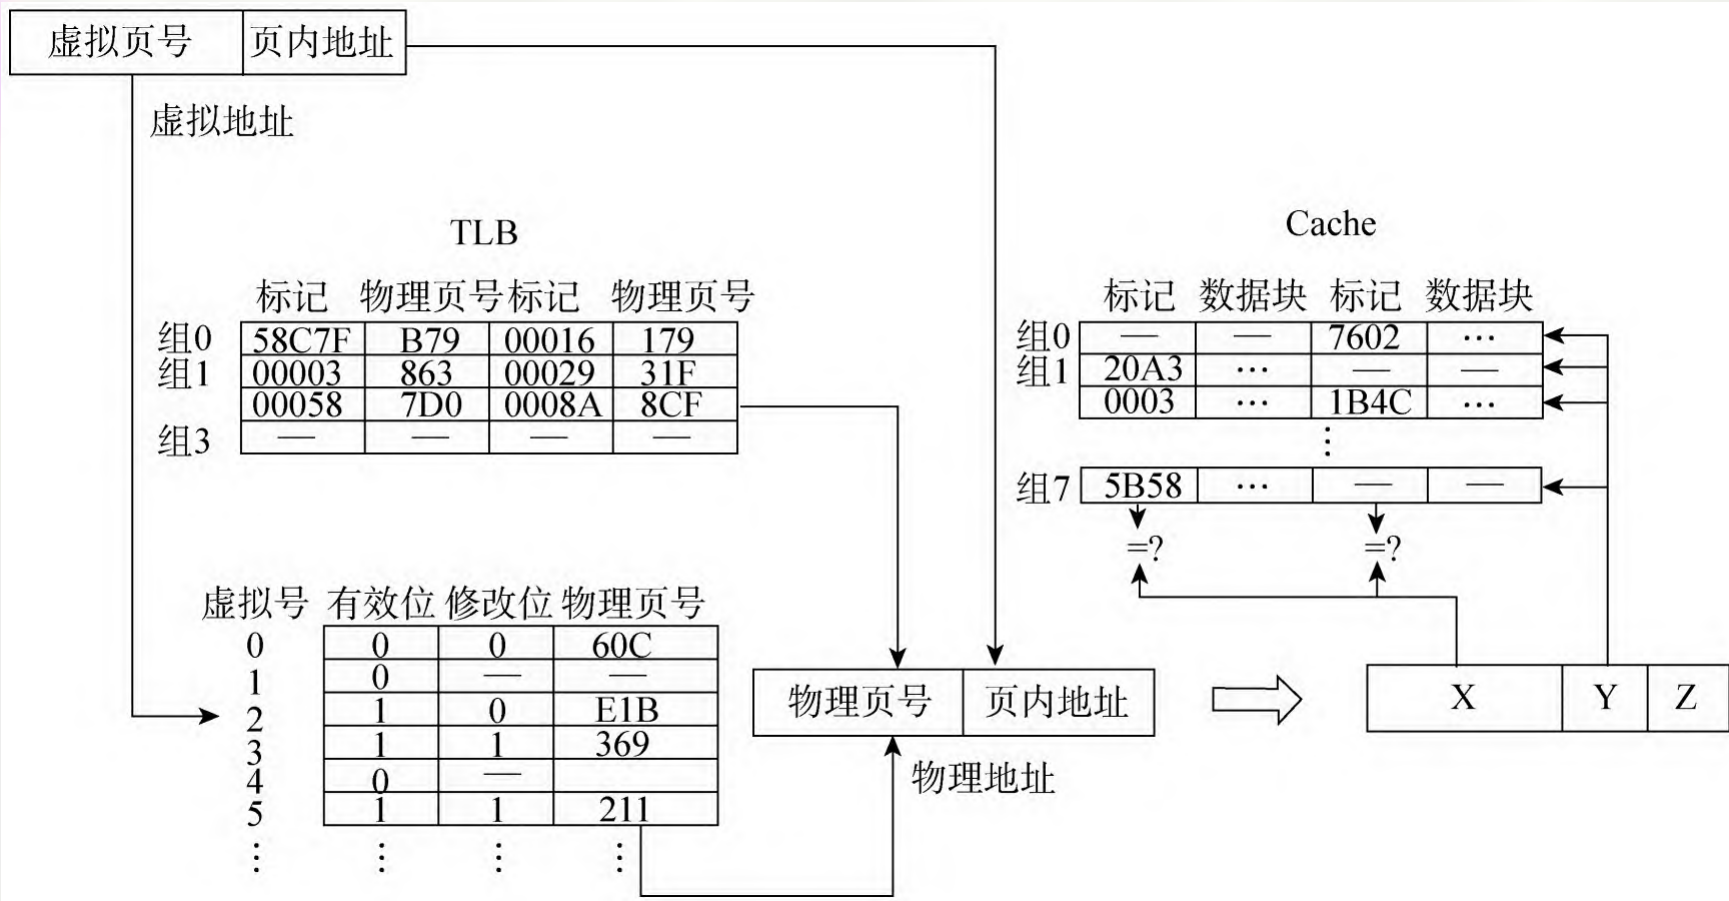 虚拟页号 页内地址
虚拟地址
TLB
标记 物理页号 标记 物理页号
组0 58C7F B79 00016 179
组1 00003 863 00029 31F
00058 7D0 0008A 8CF
组3 — — — —
Cache
标记 数据块 标记 数据块
组0 — — 7602 …
组1 20A3 … — —
0003 … 1B4C …
⋮
组7 5B58 … — —
=? =?
虚拟号 有效位 修改位 物理页号
0 0 0 60C
1 0 — —
2 1 0 E1B
3 1 1 369
4 0 —
5 1 1 211
⋮ ⋮ ⋮ ⋮
物理页号 页内地址
物理地址
X Y Z